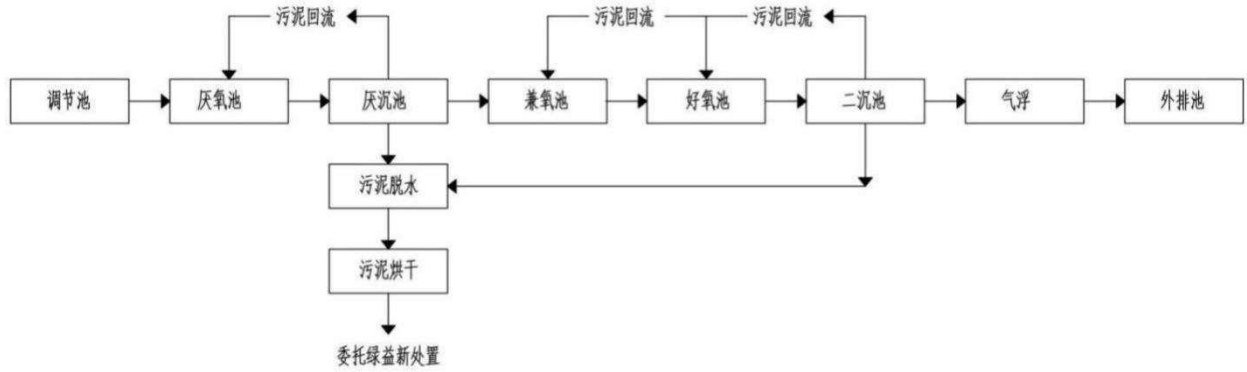 污泥回流
污泥回流
污泥回流
调节池
厌氧池
厌沉池
兼氧池
好氧池
二沉池
气浮
外排池
污泥脱水
污泥烘干
委托绿益新处置